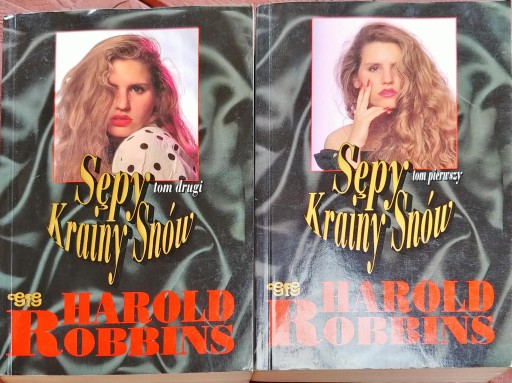 Sępy
tom drugi
Krainy Snów
HAROLD
ROBBINS
Sępy
tom pierwszy
Krainy Snów
HAROLD
ROBBINS